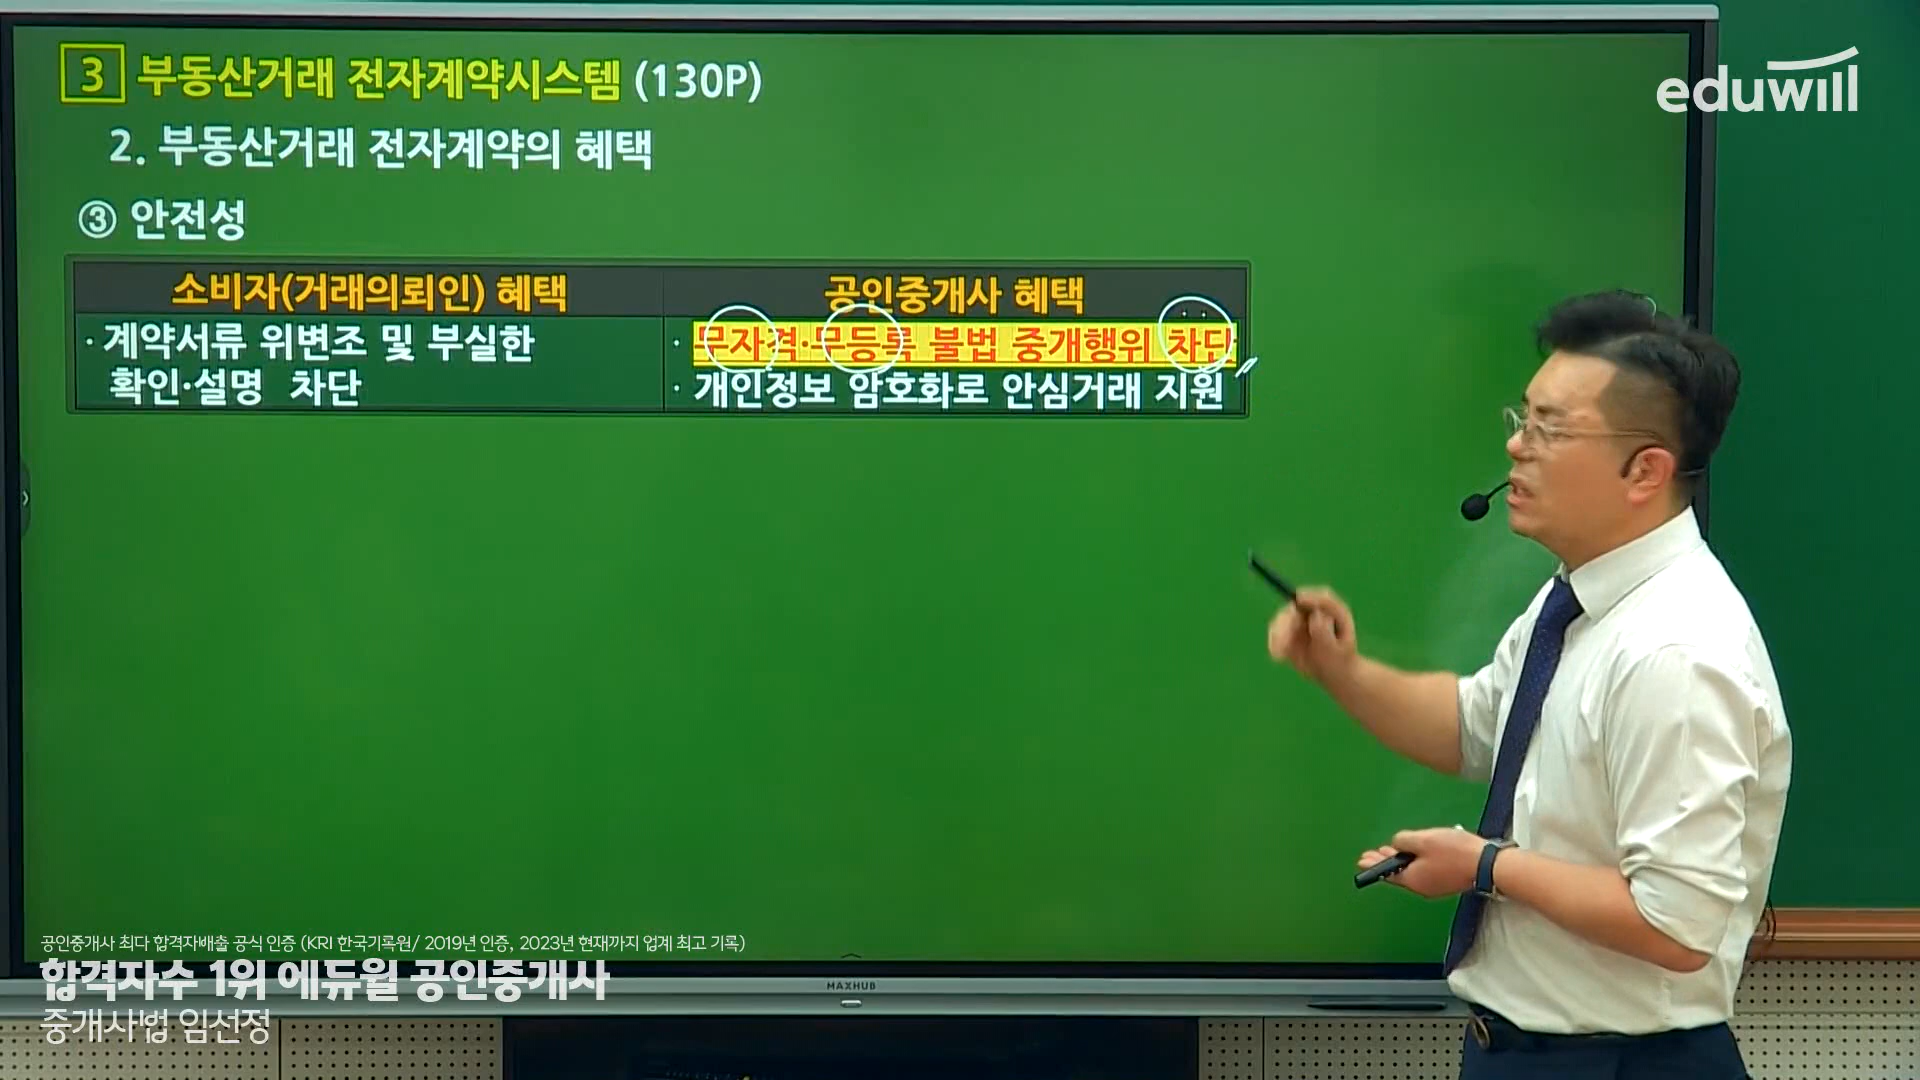 3 부동산거래 전자계약시스템 (130P)
eduwill
2. 부동산거래 전자계약의 혜택
③ 안전성
소비자(거래의뢰인) 혜택
공인중개사 혜택
· 계약서류 위변조 및 부실한
확인·설명 차단
· 무자격·무등록 불법 중개행위 차단
· 개인정보 암호화로 안심거래 지원
공인중개사 최다 합격자배출 공식 인증 (KRI 한국기록원/ 2019년 인증, 2023년 현재까지 업계 최고 기록)
합격자수 1위 에듀윌 공인중개사
중개사법 임선정
MAXHUB